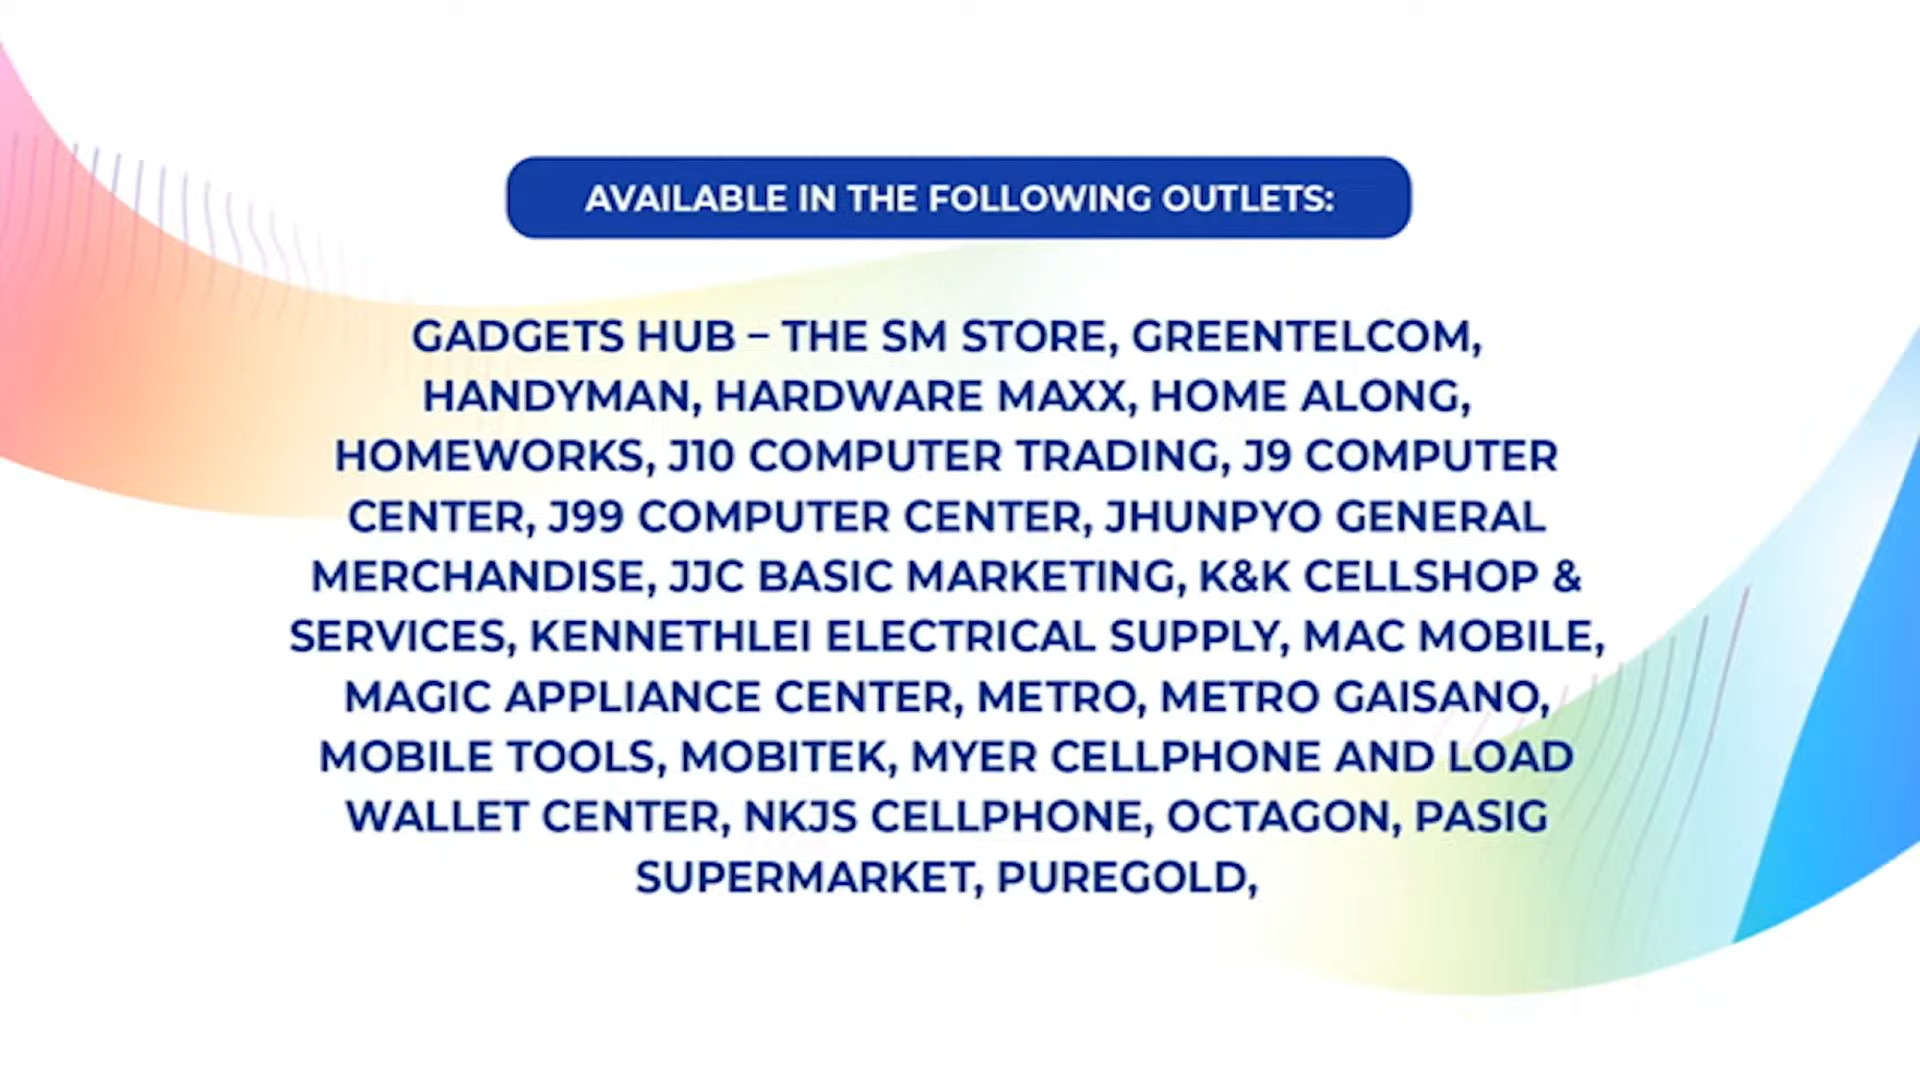 AVAILABLE IN THE FOLLOWING OUTLETS:
GADGETS HUB – THE SM STORE, GREENTELCOM,
HANDYMAN, HARDWARE MAXX, HOME ALONG,
HOMEWORKS, J10 COMPUTER TRADING, J9 COMPUTER
CENTER, J99 COMPUTER CENTER, JHUNPYO GENERAL
MERCHANDISE, JJC BASIC MARKETING, K&K CELLSHOP &
SERVICES, KENNETHLEI ELECTRICAL SUPPLY, MAC MOBILE,
MAGIC APPLIANCE CENTER, METRO, METRO GAISANO,
MOBILE TOOLS, MOBITEK, MYER CELLPHONE AND LOAD
WALLET CENTER, NKJS CELLPHONE, OCTAGON, PASIG
SUPERMARKET, PUREGOLD,